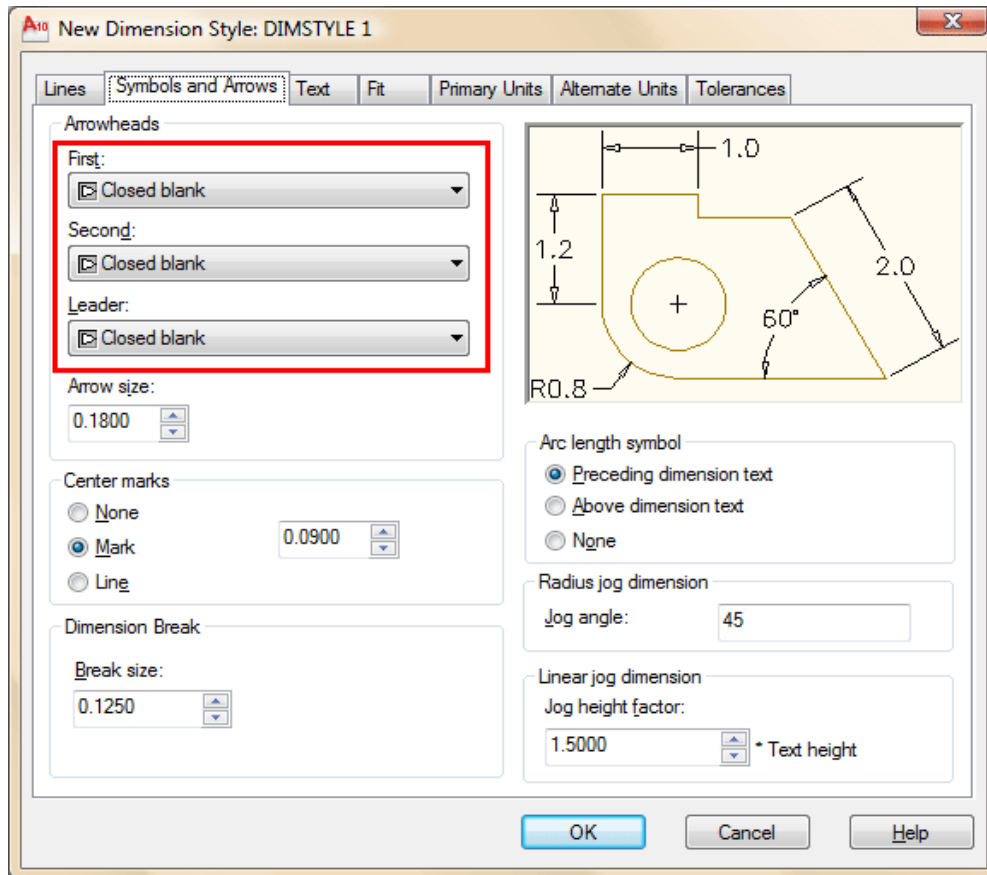 A10 New Dimension Style: DIMSTYLE 1
Lines Symbols and Arrows Text Fit Primary Units Alternate Units Tolerances
Arrowheads
First:
Closed blank
Second:
Closed blank
Leader:
Closed blank
Arrow size:
0.1800
Center marks
None
Mark
Line
0.0900
Dimension Break
Break size:
0.1250
1.0
1.2
2.0
60°
R0.8
Arc length symbol
Preceding dimension text
Above dimension text
None
Radius jog dimension
Jog angle:
45
Linear jog dimension
Jog height factor:
1.5000
* Text height
OK Cancel Help